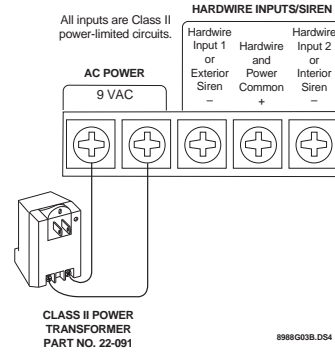 HARDWIRE INPUTS/SIREN
All inputs are Class II
power-limited circuits.
Hardwire
Input 1
or
Exterior
Siren
–
Hardwire
and
Power
Common
+
Hardwire
Input 2
or
Interior
Siren
–
AC POWER
9 VAC
CLASS II POWER
TRANSFORMER
PART NO. 22-091
8988G03B.DS4